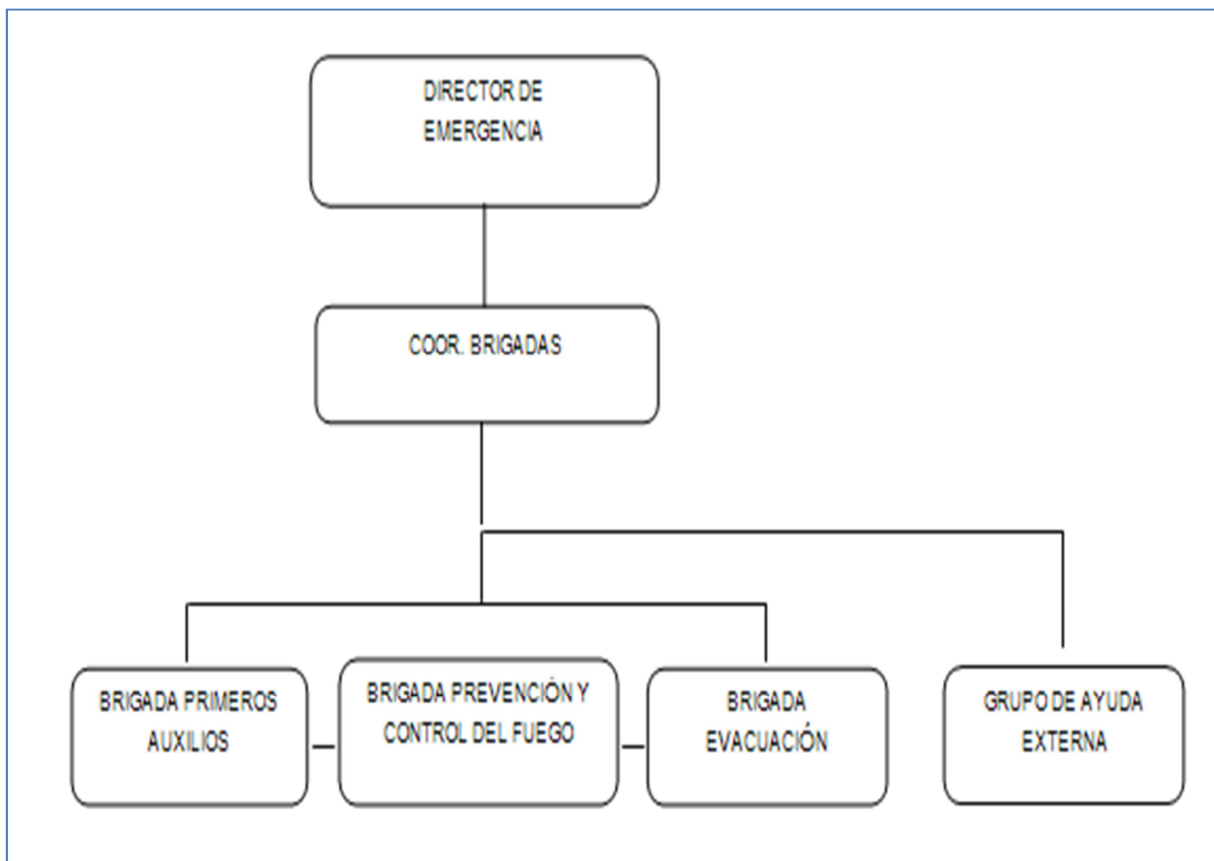 DIRECTOR DE
EMERGENCIA
COOR. BRIGADAS
BRIGADA PRIMEROS
AUXILIOS
BRIGADA PREVENCIÓN Y
CONTROL DEL FUEGO
BRIGADA
EVACUACIÓN
GRUPO DE AYUDA
EXTERNA